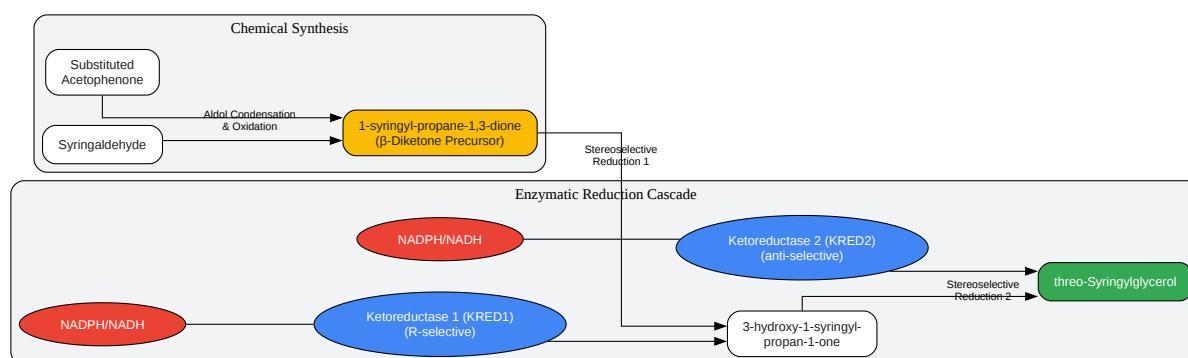 Chemical Synthesis
Substituted
Acetophenone
Aldol Condensation
& Oxidation
Syringaldehyde
1-syringyl-propane-1,3-dione
(β-Diketone Precursor)
Stereoselective
Reduction 1
Enzymatic Reduction Cascade
NADPH/NADH
Ketoreductase 2 (KRED2)
(anti-selective)
threo-Syringylglycerol
Stereoselective
Reduction 2
NADPH/NADH
Ketoreductase 1 (KRED1)
(R-selective)
3-hydroxy-1-syringyl-
propan-1-one